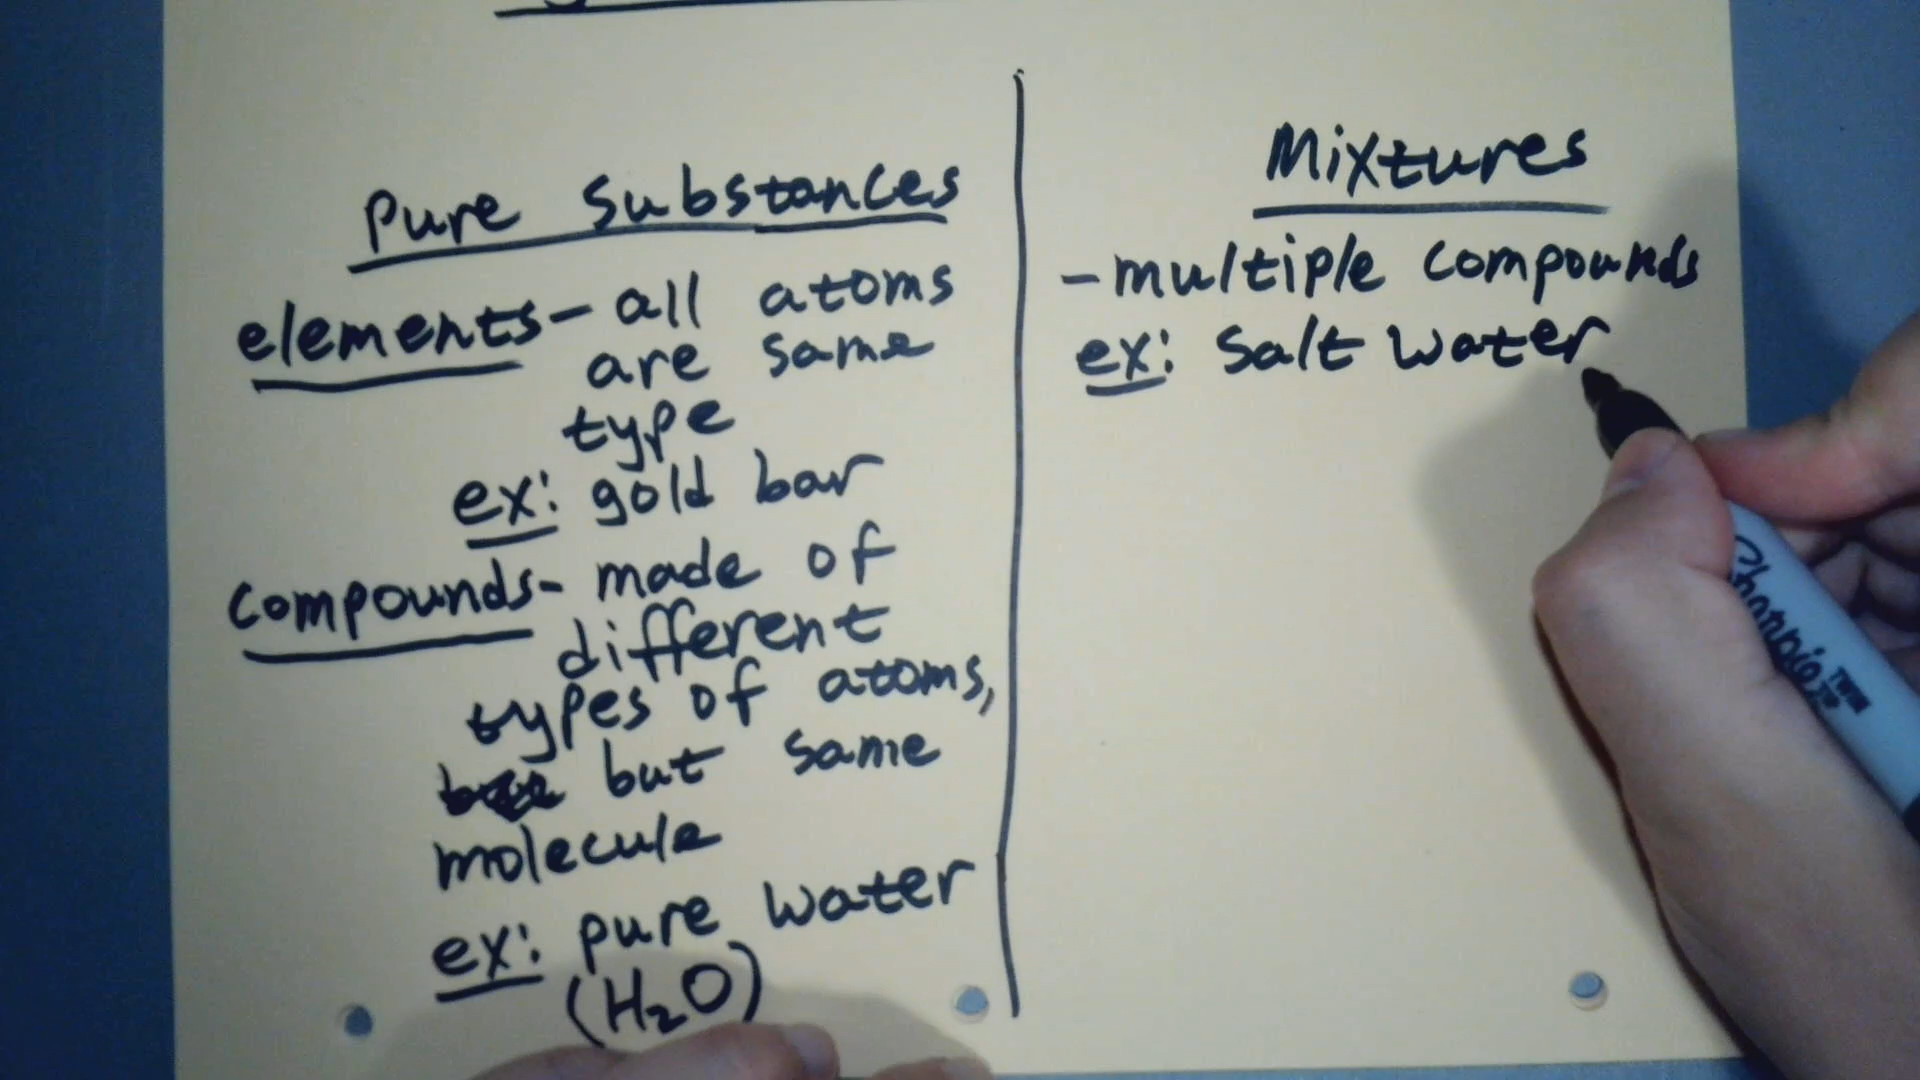 Pure Substances
elements- all atoms
are same
type
ex: gold bar
compounds- made of
different
types of atoms,
but same
molecule
ex: pure water
(H₂O)
Mixtures
-multiple compounds
ex: salt water
Sharpie